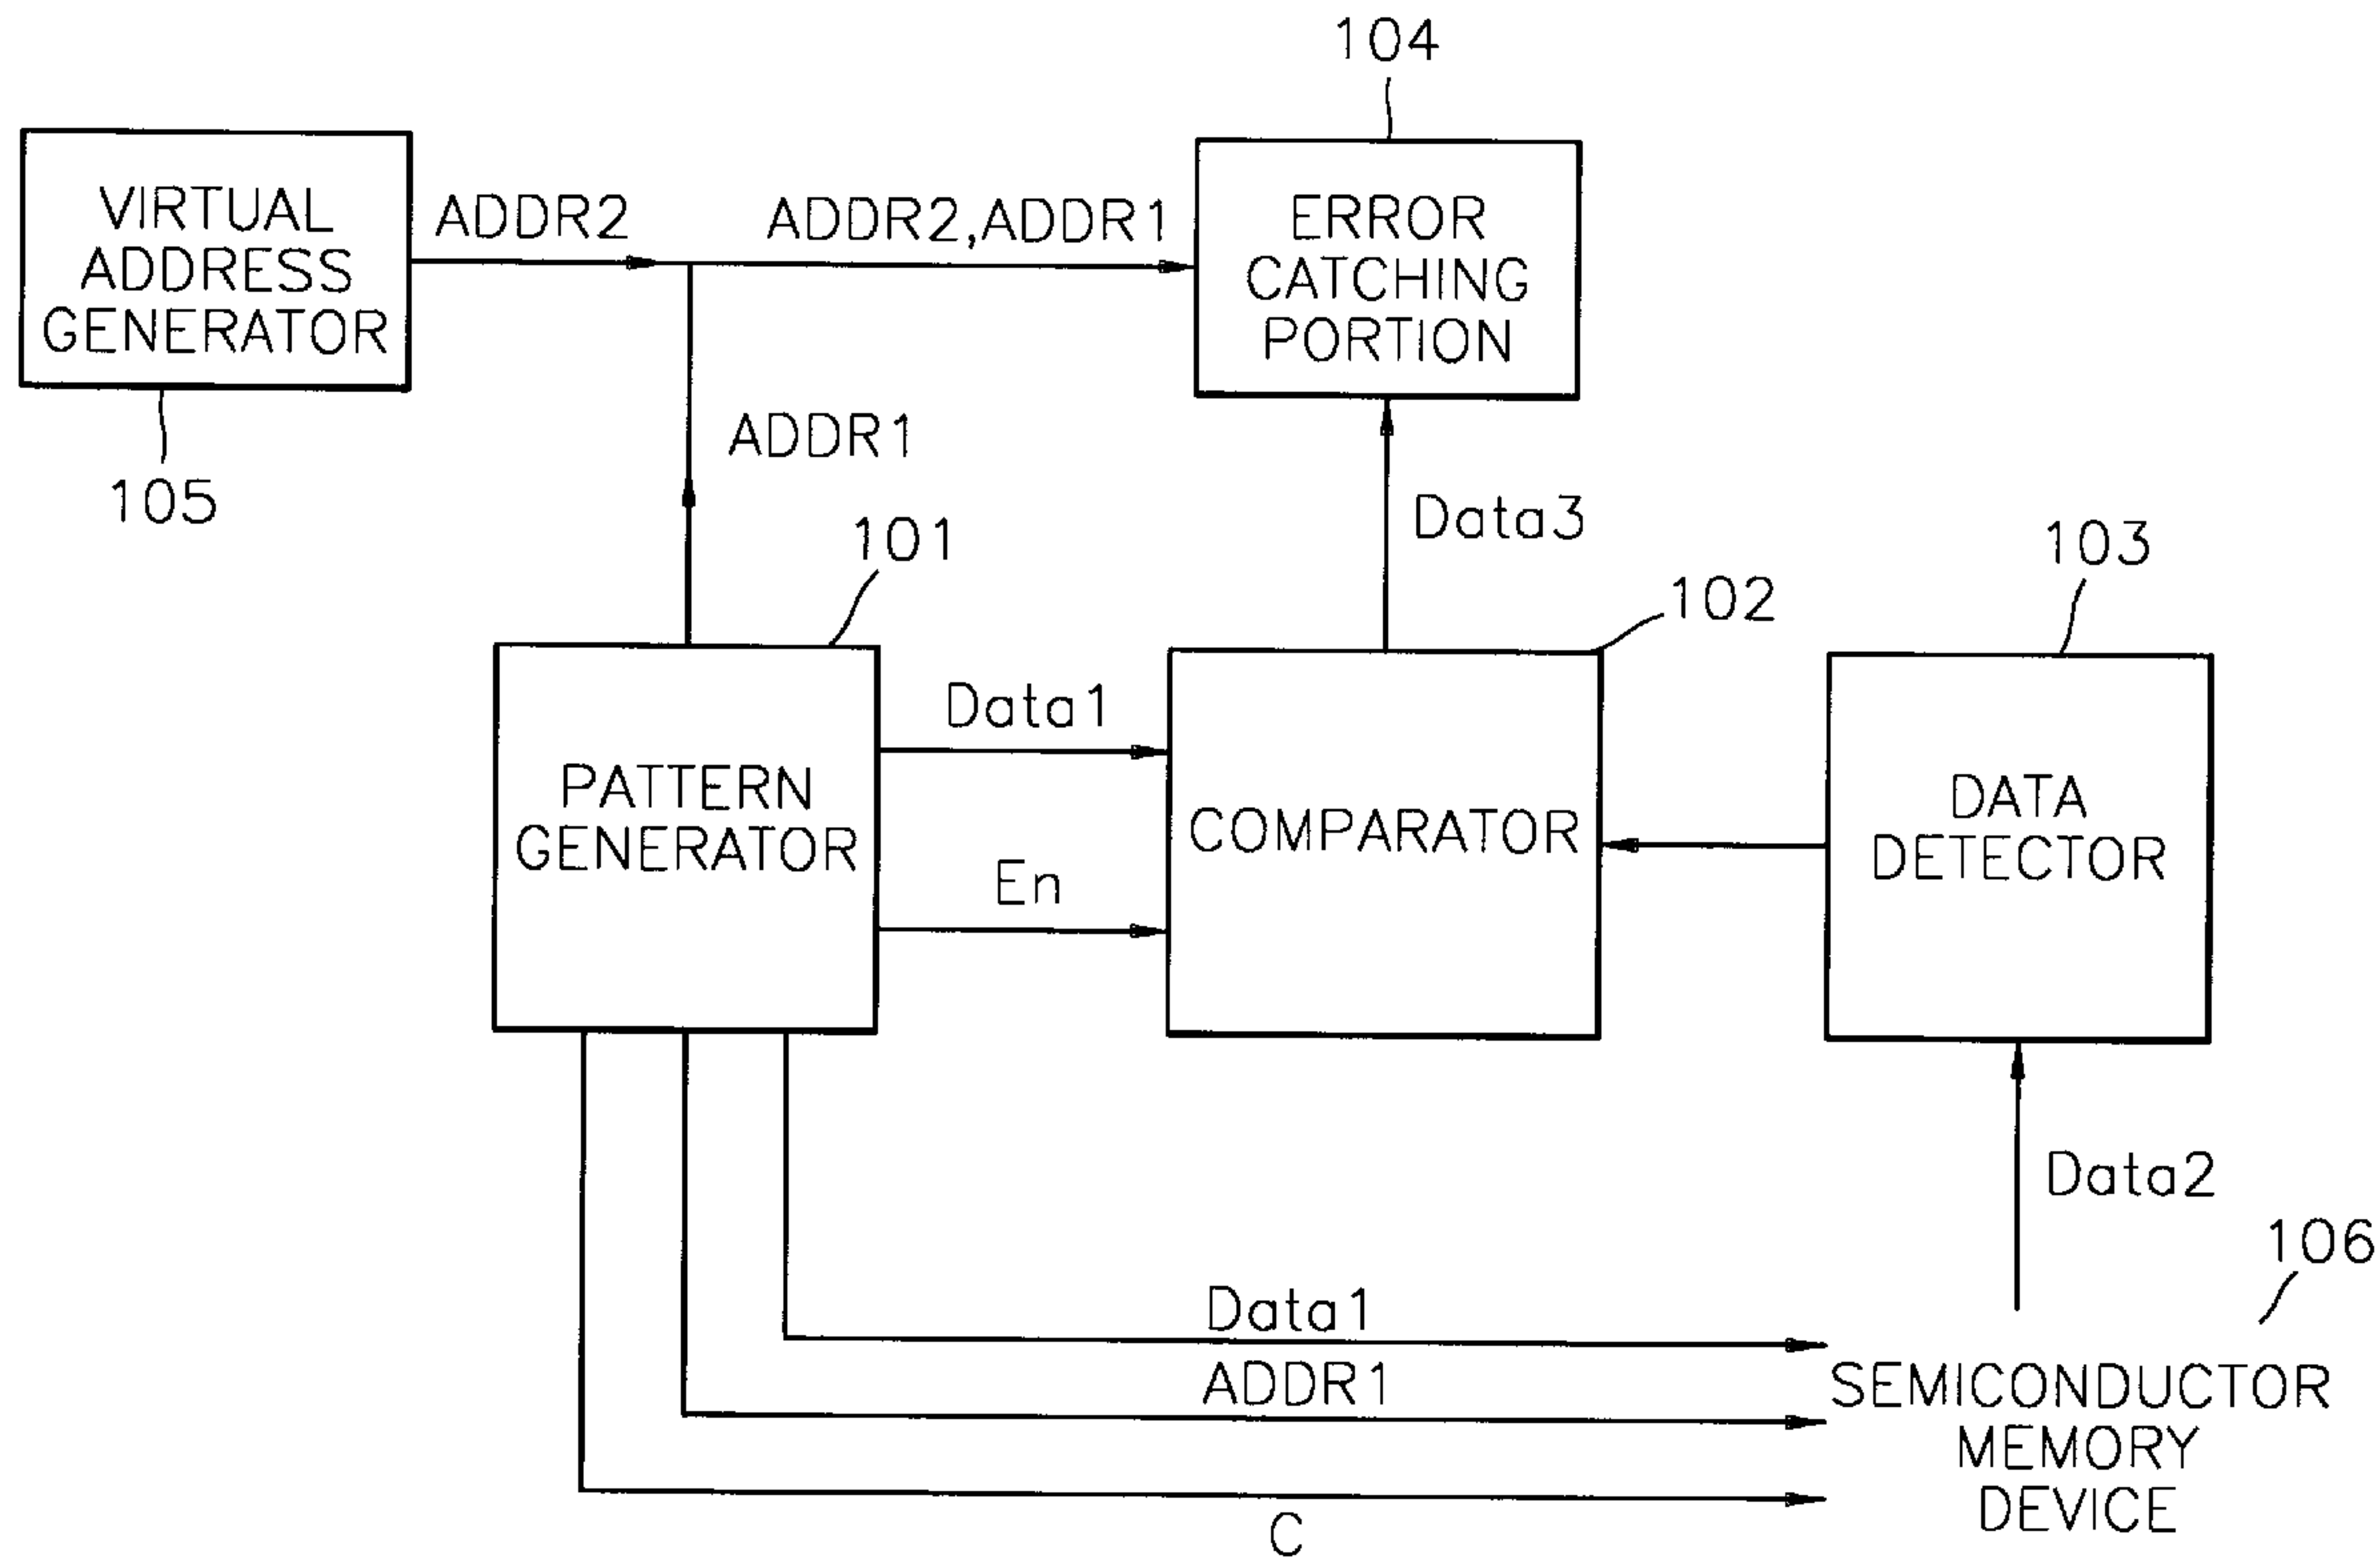 104
VIRTUAL
ADDRESS
GENERATOR
105
ADDR2
ADDR2,ADDR1
ERROR
CATCHING
PORTION
ADDR1
Data3
101
102
103
PATTERN
GENERATOR
Data1
En
COMPARATOR
DATA
DETECTOR
Data2
106
Data1
ADDR1
C
SEMICONDUCTOR
MEMORY
DEVICE